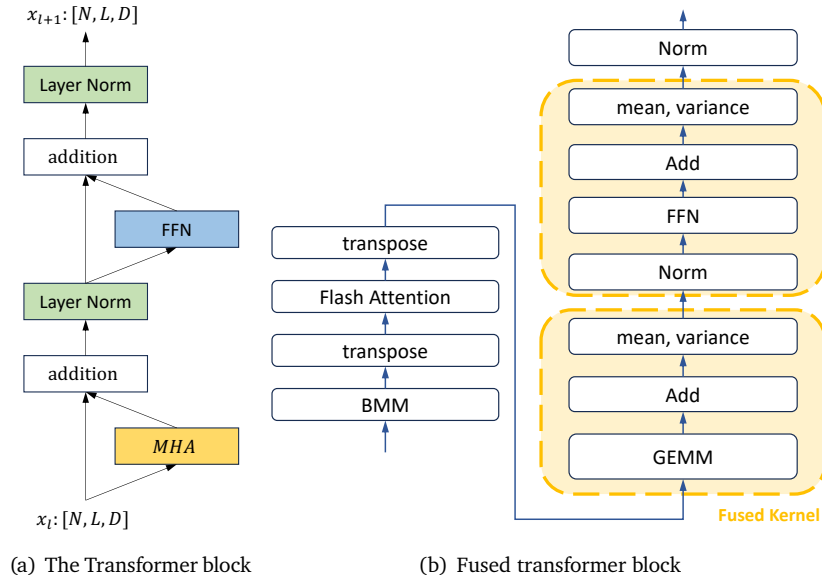 x_{l+1}: [N, L, D]
Layer Norm
addition
FFN
Layer Norm
addition
MHA
x_l: [N, L, D]
(a) The Transformer block
transpose
Flash Attention
transpose
BMM
Norm
mean, variance
Add
FFN
Norm
mean, variance
Add
GEMM
Fused Kernel
(b) Fused transformer block